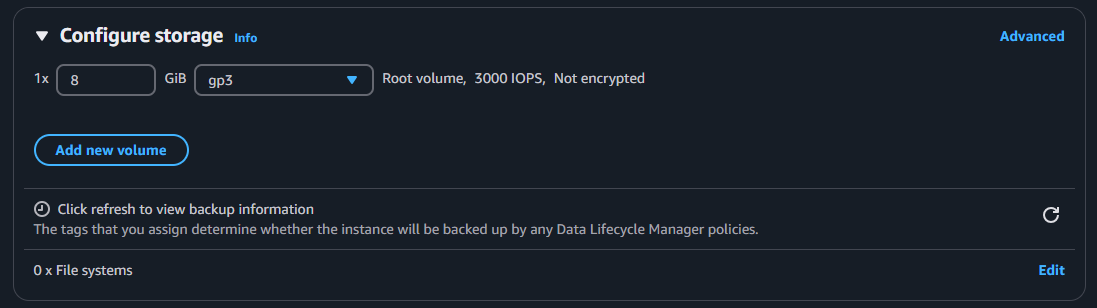 Configure storage Info Advanced
1x 8 GiB gp3 Root volume, 3000 IOPS, Not encrypted
Add new volume
Click refresh to view backup information
The tags that you assign determine whether the instance will be backed up by any Data Lifecycle Manager policies.
0 x File systems Edit